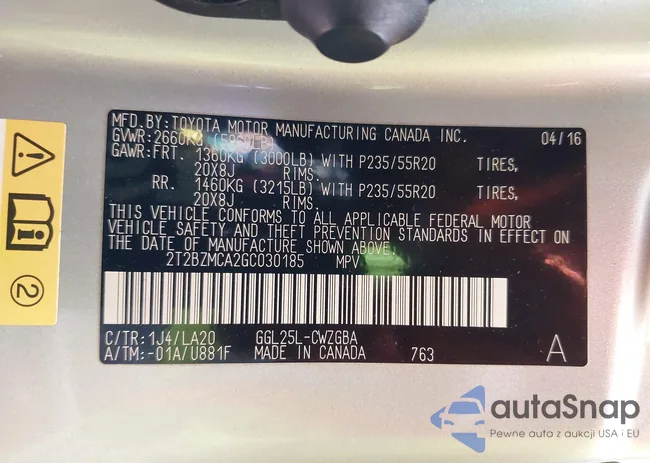 MFD.BY:TOYOTA MOTOR MANUFACTURING CANADA INC. 04/16
GVWR:2660KG (5950LB)
GAWR:FRT. 1360KG (3000LB) WITH P235/55R20 TIRES,
20X8J RIMS.
RR. 1460KG (3215LB) WITH P235/55R20 TIRES,
20X8J RIMS.
THIS VEHICLE CONFORMS TO ALL APPLICABLE FEDERAL MOTOR
VEHICLE SAFETY AND THEFT PREVENTION STANDARDS IN EFFECT ON
THE DATE OF MANUFACTURE SHOWN ABOVE.
2T2BZMCA2GC030185 MPV
C/TR:1J4/LA20 GGL25L-CWZGBA
A/TM:-01A/U881F MADE IN CANADA 763 A
2
autaSnap
Pewne auta z aukcji USA i EU